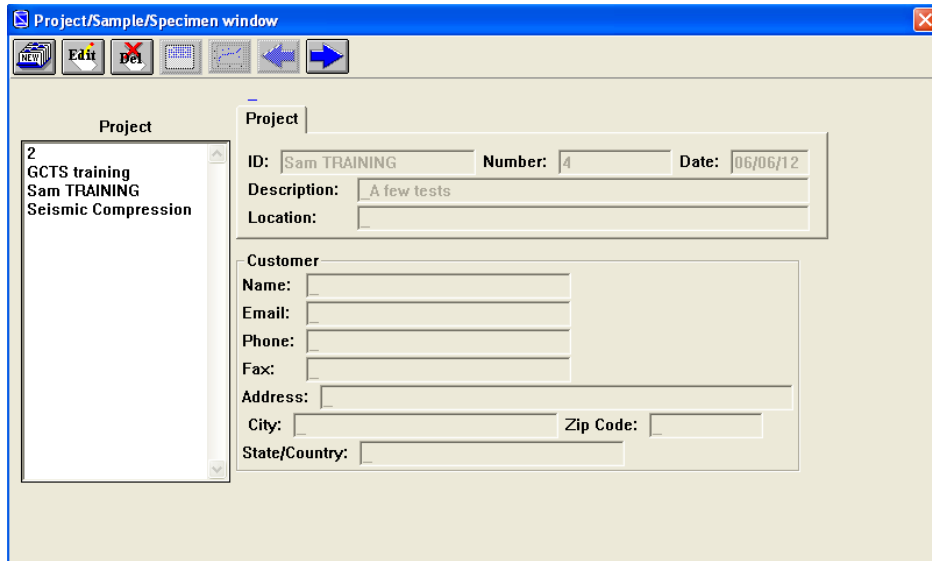 Project/Sample/Specimen window
NEW Edit Del
Project
2
GCTS training
Sam TRAINING
Seismic Compression
Project
ID: Sam TRAINING Number: 4 Date: 06/06/12
Description: _A few tests
Location: _
Customer
Name: _
Email: _
Phone: _
Fax: _
Address: _
City: _ Zip Code: _
State/Country: _